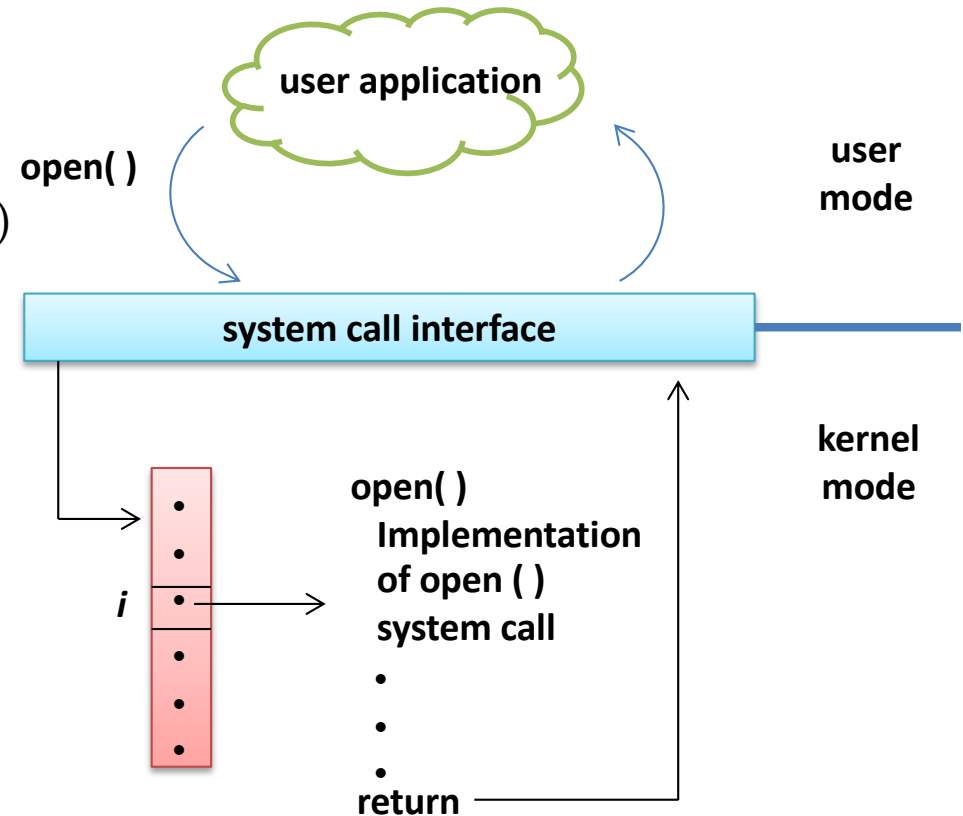 user application
open( )
)
user
mode
system call interface
kernel
mode
open( )
Implementation
of open ( )
system call
i
•
•
•
•
•
•
•
•
•
return